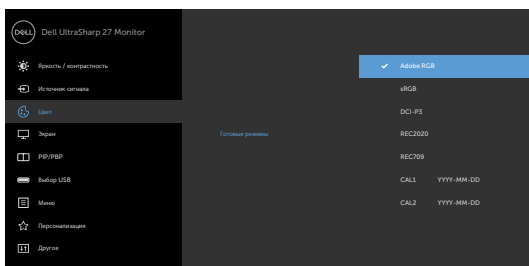 DELL Dell UltraSharp 27 Monitor
Яркость / контрастность
Adobe RGB
Источник сигнала
sRGB
Цвет
DCI-P3
Экран
Готовые режимы
REC2020
PIP/PBP
REC709
Выбор USB
CAL1 YYYY-MM-DD
Меню
CAL2 YYYY-MM-DD
Персонализация
Другое